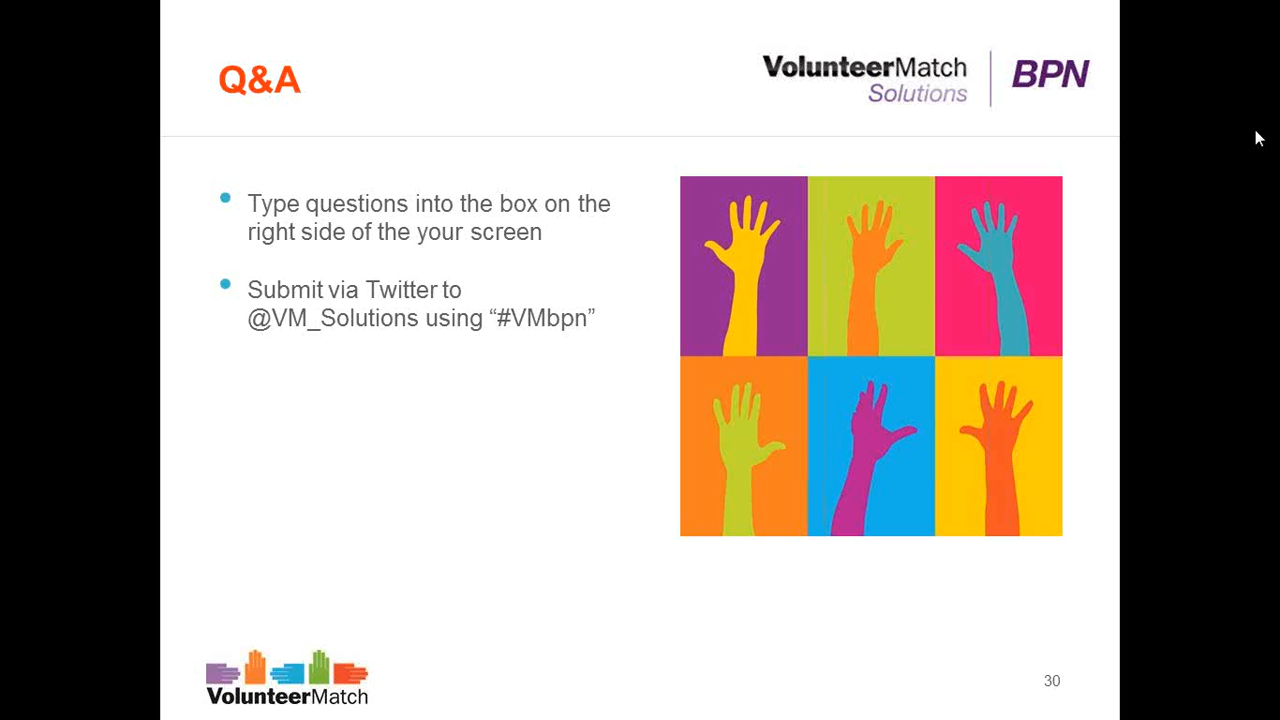 Q&A
VolunteerMatch
Solutions
BPN
Type questions into the box on the
right side of the your screen
Submit via Twitter to
@VM_Solutions using “#VMbpn”
VolunteerMatch
30